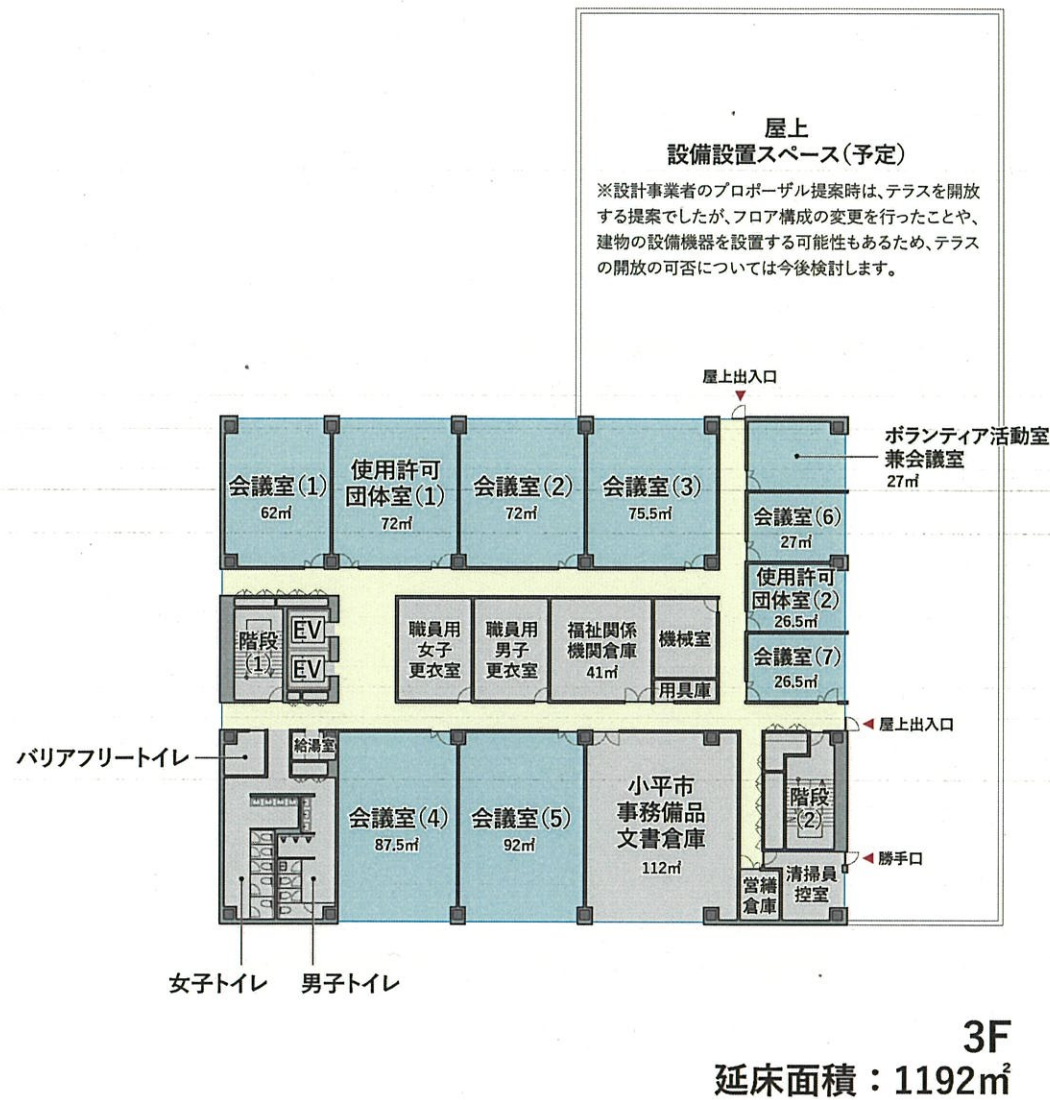 屋上
設備設置スペース(予定)
※設計事業者のプロポーザル提案時は、テラスを開放
する提案でしたが、フロア構成の変更を行ったことや、
建物の設備機器を設置する可能性もあるため、テラス
の開放の可否については今後検討します。
屋上出入口
ボランティア活動室
兼会議室
27㎡
会議室(1)
62㎡
使用許可
団体室(1)
72㎡
会議室(2)
72㎡
会議室(3)
75.5㎡
会議室(6)
27㎡
使用許可
団体室(2)
26.5㎡
会議室(7)
26.5㎡
階段
(1)
EV
EV
職員用
女子
更衣室
職員用
男子
更衣室
福祉関係
機関倉庫
41㎡
機械室
用具庫
屋上出入口
バリアフリートイレ
給湯室
会議室(4)
87.5㎡
会議室(5)
92㎡
小平市
事務備品
文書倉庫
112㎡
階段
(2)
勝手口
営繕
倉庫
清掃員
控室
女子トイレ
男子トイレ
3F
延床面積：1192㎡